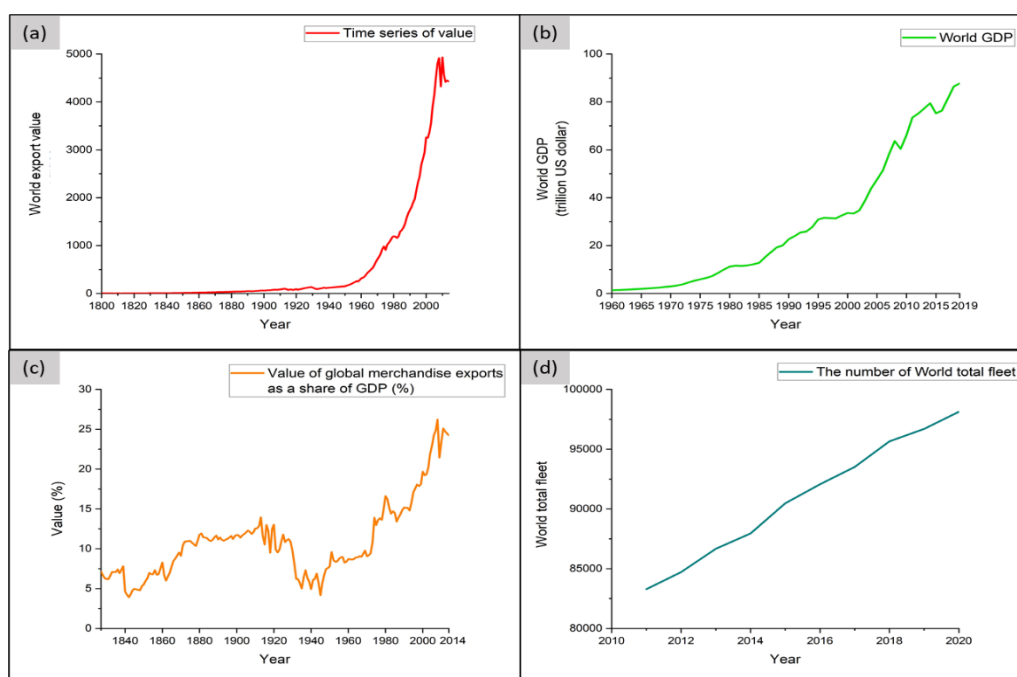 (a)
Time series of value
5000
4000
3000
2000
1000
0
World export value
1800 1820 1840 1860 1880 1900 1920 1940 1960 1980 2000
Year
(b)
World GDP
100
80
60
40
20
0
World GDP
(trillion US dollar)
1960 1965 1970 1975 1980 1985 1990 1995 2000 2005 2010 2015 2019
Year
(c)
Value of global merchandise exports
as a share of GDP (%)
30
25
20
15
10
5
0
Value (%)
1840 1860 1880 1900 1920 1940 1960 1980 2000 2014
Year
(d)
The number of World total fleet
100000
95000
90000
85000
80000
World total fleet
2010 2012 2014 2016 2018 2020
Year